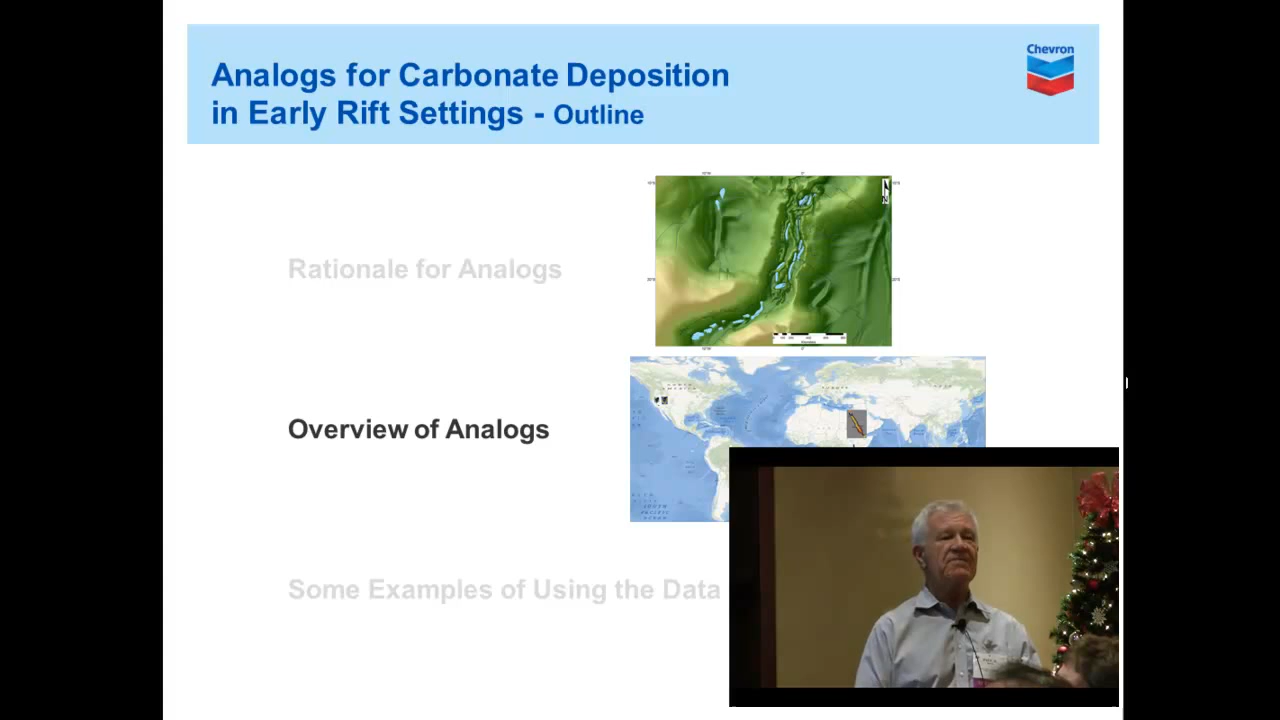 Analogs for Carbonate Deposition
in Early Rift Settings - Outline
Chevron
Rationale for Analogs
N
Overview of Analogs
Some Examples of Using the Data